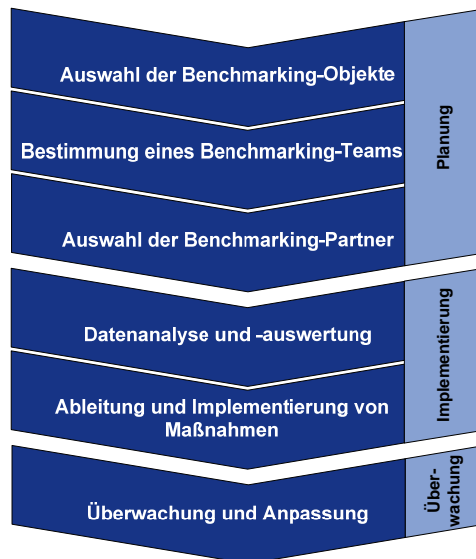 Auswahl der Benchmarking-Objekte
Bestimmung eines Benchmarking-Teams
Auswahl der Benchmarking-Partner
Planung
Datenanalyse und -auswertung
Ableitung und Implementierung von
Maßnahmen
Implementierung
Überwachung und Anpassung
Über-
wachung